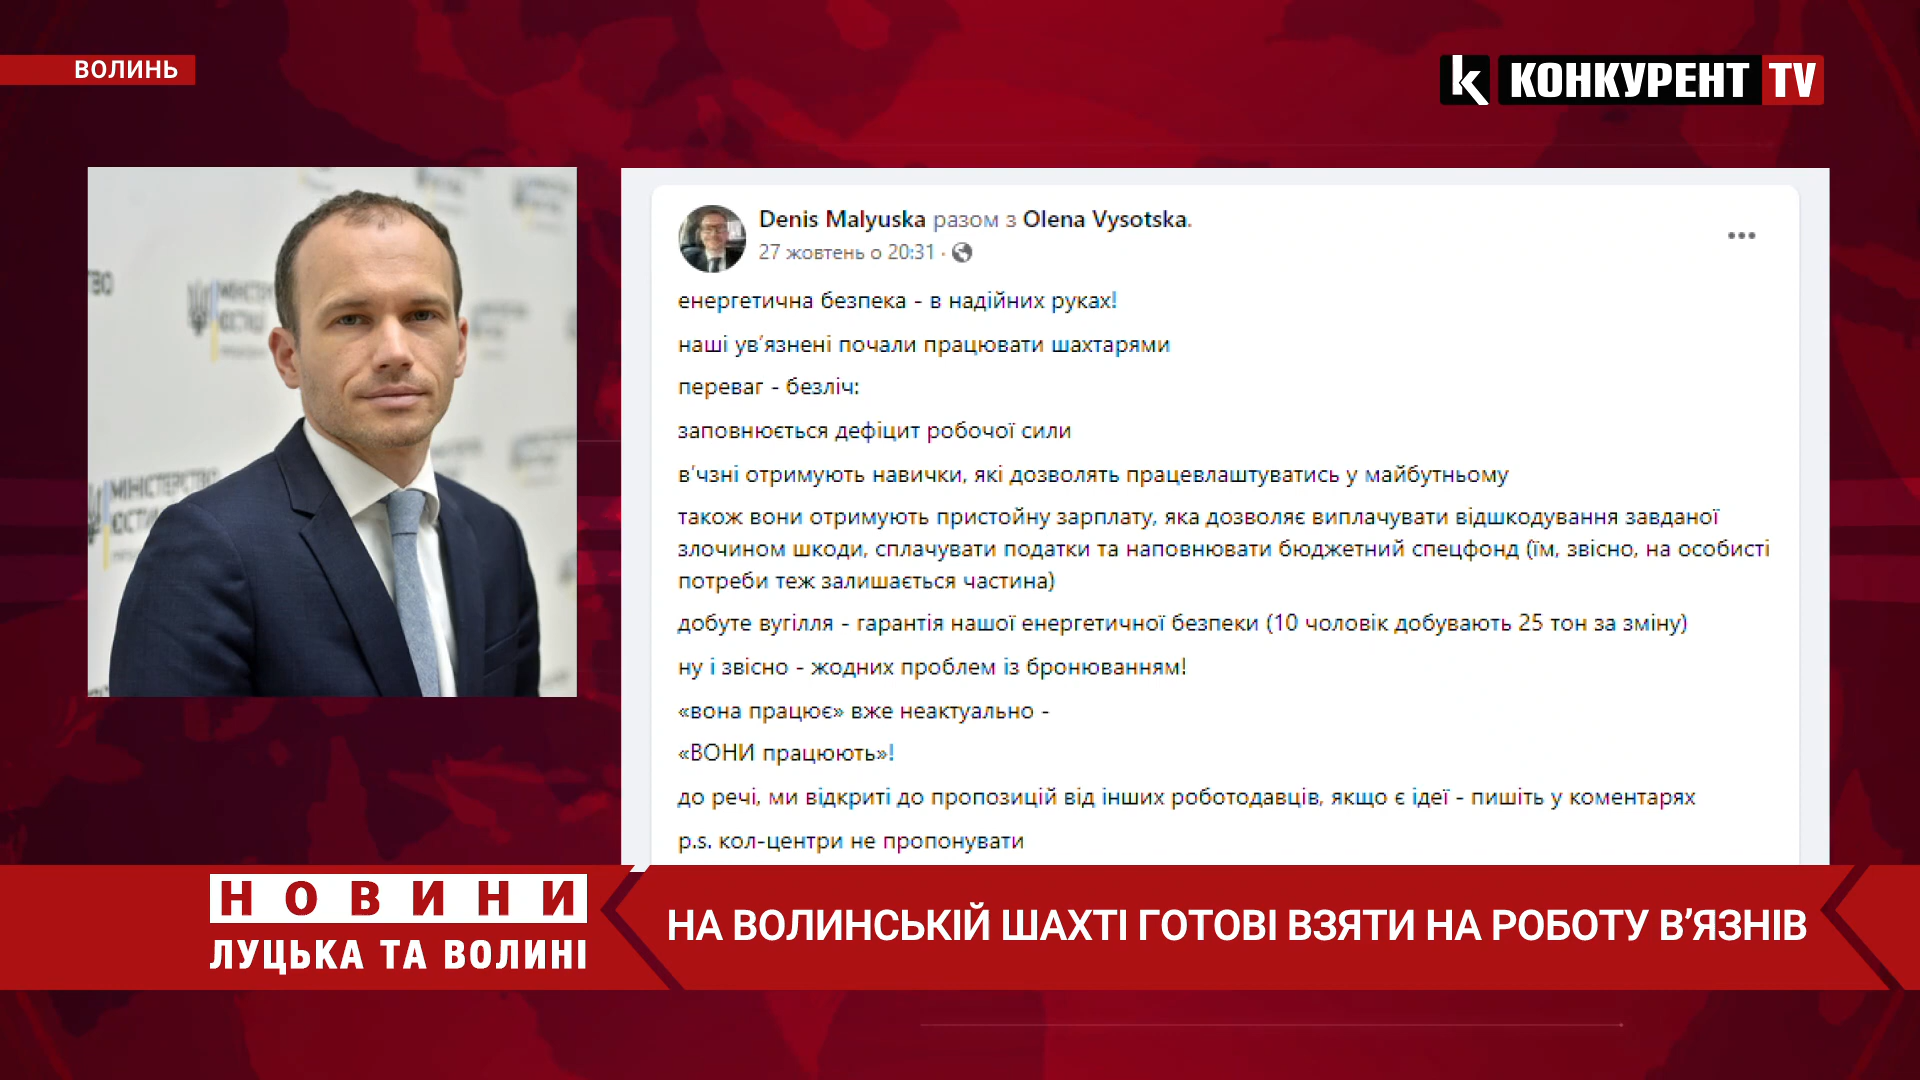 ВОЛИНЬ
k КОНКУРЕНТ TV
МІНІСТЕРСТВО
ЮСТИЦІЇ
Denis Malyuska разом з Olena Vysotska.
27 жовтень о 20:31 ·
енергетична безпека - в надійних руках!
наші ув'язнені почали працювати шахтарями
переваг - безліч:
заповнюється дефіцит робочої сили
в'чзні отримують навички, які дозволять працевлаштуватись у майбутньому
також вони отримують пристойну зарплату, яка дозволяє виплачувати відшкодування завданої
злочином шкоди, сплачувати податки та наповнювати бюджетний спецфонд (їм, звісно, на особисті
потреби теж залишається частина)
добуте вугілля - гарантія нашої енергетичної безпеки (10 чоловік добувають 25 тон за зміну)
ну і звісно - жодних проблем із бронюванням!
«вона працює» вже неактуально -
«ВОНИ працюють»!
до речі, ми відкриті до пропозицій від інших роботодавців, якщо є ідеї - пишіть у коментарях
p.s. кол-центри не пропонувати
НОВИНИ
ЛУЦЬКА ТА ВОЛИНІ
НА ВОЛИНСЬКІЙ ШАХТІ ГОТОВІ ВЗЯТИ НА РОБОТУ В’ЯЗНІВ